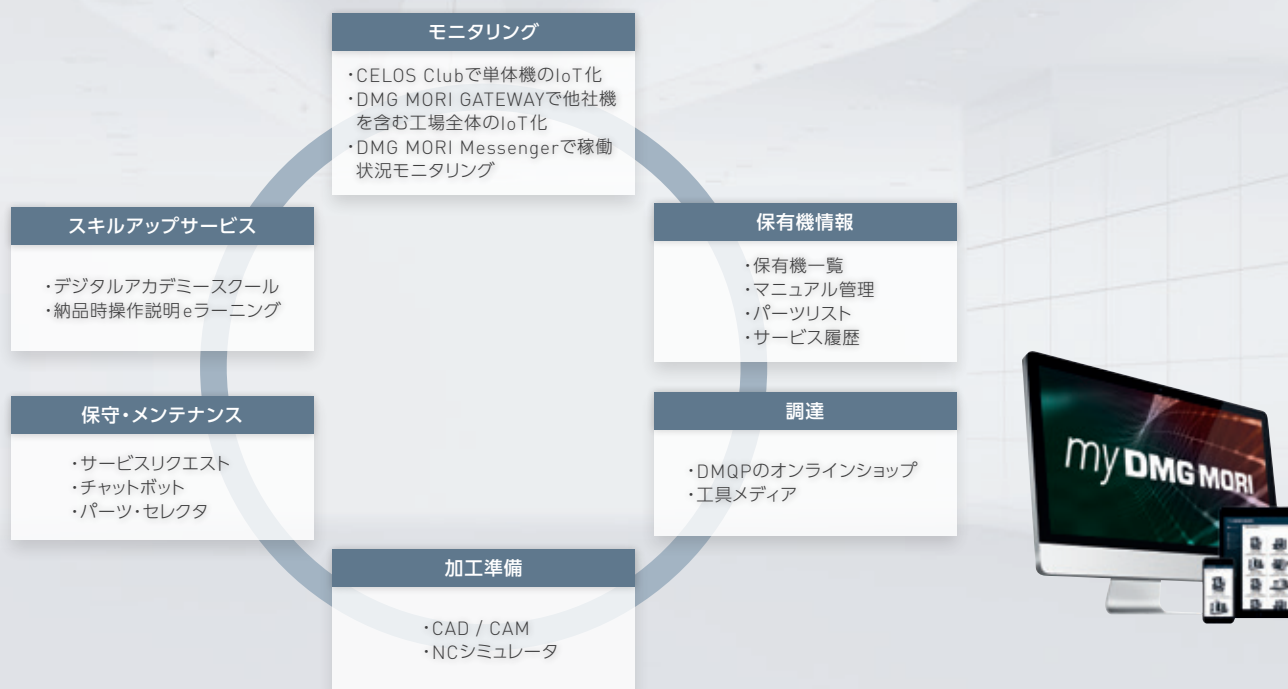 モニタリング
・CELOS Clubで単体機のIoT化
・DMG MORI GATEWAYで他社機
を含む工場全体のIoT化
・DMG MORI Messengerで稼働
状況モニタリング
スキルアップサービス
・デジタルアカデミースクール
・納品時操作説明eラーニング
保有機情報
・保有機一覧
・マニュアル管理
・パーツリスト
・サービス履歴
保守・メンテナンス
・サービスリクエスト
・チャットボット
・パーツ・セレクタ
調達
・DMQPのオンラインショップ
・工具メディア
加工準備
・CAD / CAM
・NCシミュレータ
my DMG MORI